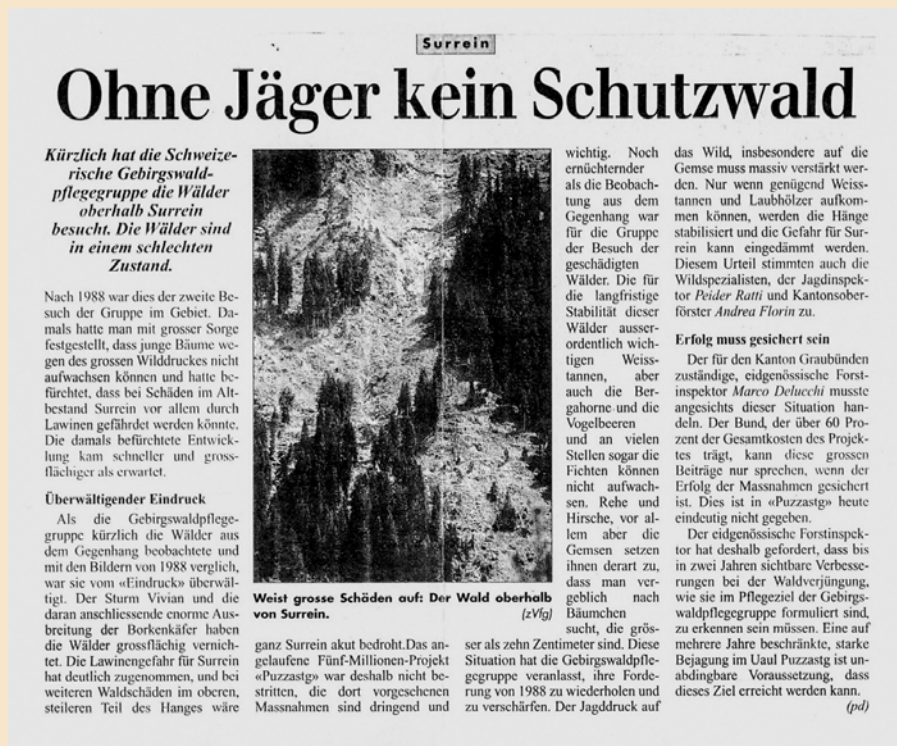 Surrein
Ohne Jäger kein Schutzwald
Kürzlich hat die Schweize-
rische Gebirgswald-
pflegegruppe die Wälder
oberhalb Surrein
besucht. Die Wälder sind
in einem schlechten
Zustand.
Nach 1988 war dies der zweite Be-
such der Gruppe im Gebiet. Da-
mals hatte man mit grosser Sorge
festgestellt, dass junge Bäume we-
gen des grossen Wilddruckes nicht
aufwachsen können und hatte be-
fürchtet, dass bei Schäden im Alt-
bestand Surrein vor allem durch
Lawinen gefährdet werden könnte.
Die damals befürchtete Entwick-
lung kam schneller und gross-
flächiger als erwartet.
Überwältigender Eindruck
Als die Gebirgswaldpflege-
gruppe kürzlich die Wälder aus
dem Gegenhang beobachtete und
mit den Bildern von 1988 verglich,
war sie vom «Eindruck» überwäl-
tigt. Der Sturm Vivian und die
daran anschliessende enorme Aus-
breitung der Borkenkäfer haben
die Wälder grossflächig vernich-
tet. Die Lawinengefahr für Surrein
hat deutlich zugenommen, und bei
weiteren Waldschäden im oberen,
steileren Teil des Hanges wäre
Weist grosse Schäden auf: Der Wald oberhalb
von Surrein. (zVfg)
ganz Surrein akut bedroht.Das an-
gelaufene Fünf-Millionen-Projekt
«Puzzastg» war deshalb nicht be-
stritten, die dort vorgesehenen
Massnahmen sind dringend und
wichtig. Noch
ernüchternder
als die Beobach-
tung aus dem
Gegenhang war
für die Gruppe
der Besuch der
geschädigten
Wälder. Die für
die langfristige
Stabilität dieser
Wälder ausser-
ordentlich wich-
tigen Weiss-
tannen, aber
auch die Ber-
gahorne und die
Vogelbeeren
und an vielen
Stellen sogar die
Fichten können
nicht aufwach-
sen. Rehe und
Hirsche, vor al-
lem aber die
Gemsen setzen
ihnen derart zu,
dass man ver-
geblich nach
Bäumchen
sucht, die grös-
ser als zehn Zentimeter sind. Diese
Situation hat die Gebirgswaldpfle-
gegruppe veranlasst, ihre Forde-
rung von 1988 zu wiederholen und
zu verschärfen. Der Jagddruck auf
das Wild, insbesondere auf die
Gemse muss massiv verstärkt wer-
den. Nur wenn genügend Weiss-
tannen und Laubhölzer aufkom-
men können, werden die Hänge
stabilisiert und die Gefahr für Sur-
rein kann eingedämmt werden.
Diesem Urteil stimmten auch die
Wildspezialisten, der Jagdinspek-
tor Peider Ratti und Kantonsober-
förster Andrea Florin zu.
Erfolg muss gesichert sein
Der für den Kanton Graubünden
zuständige, eidgenössische Forst-
inspektor Marco Delucchi musste
angesichts dieser Situation han-
deln. Der Bund, der über 60 Pro-
zent der Gesamtkosten des Projek-
tes trägt, kann diese grossen
Beiträge nur sprechen, wenn der
Erfolg der Massnahmen gesichert
ist. Dies ist in «Puzzastg» heute
eindeutig nicht gegeben.
Der eidgenössische Forstinspek-
tor hat deshalb gefordert, dass bis
in zwei Jahren sichtbare Verbesse-
rungen bei der Waldverjüngung,
wie sie im Pflegeziel der Gebirgs-
waldpflegegruppe formuliert sind,
zu erkennen sein müssen. Eine auf
mehrere Jahre beschränkte, starke
Bejagung im Uaul Puzzastg ist un-
abdingbare Voraussetzung, dass
dieses Ziel erreicht werden kann.
(pd)